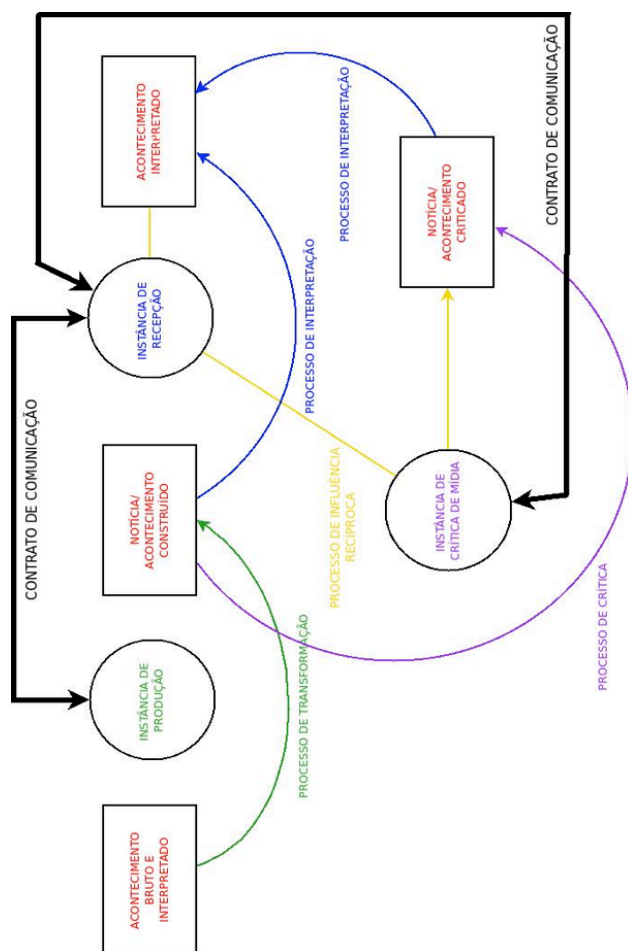 CONTRATO DE COMUNICAÇÃO
CONTRATO DE COMUNICAÇÃO
ACONTECIMENTO
BRUTO E
INTERPRETADO
INSTÂNCIA DE
PRODUÇÃO
NOTÍCIA/
ACONTECIMENTO
CONSTRUÍDO
INSTÂNCIA DE
RECEPÇÃO
ACONTECIMENTO
INTERPRETADO
PROCESSO DE TRANSFORMAÇÃO
PROCESSO DE INTERPRETAÇÃO
PROCESSO DE INFLUÊNCIA
RECÍPROCA
PROCESSO DE INTERPRETAÇÃO
INSTÂNCIA DE
CRÍTICA DE MÍDIA
NOTÍCIA/
ACONTECIMENTO
CRITICADO
PROCESSO DE CRÍTICA